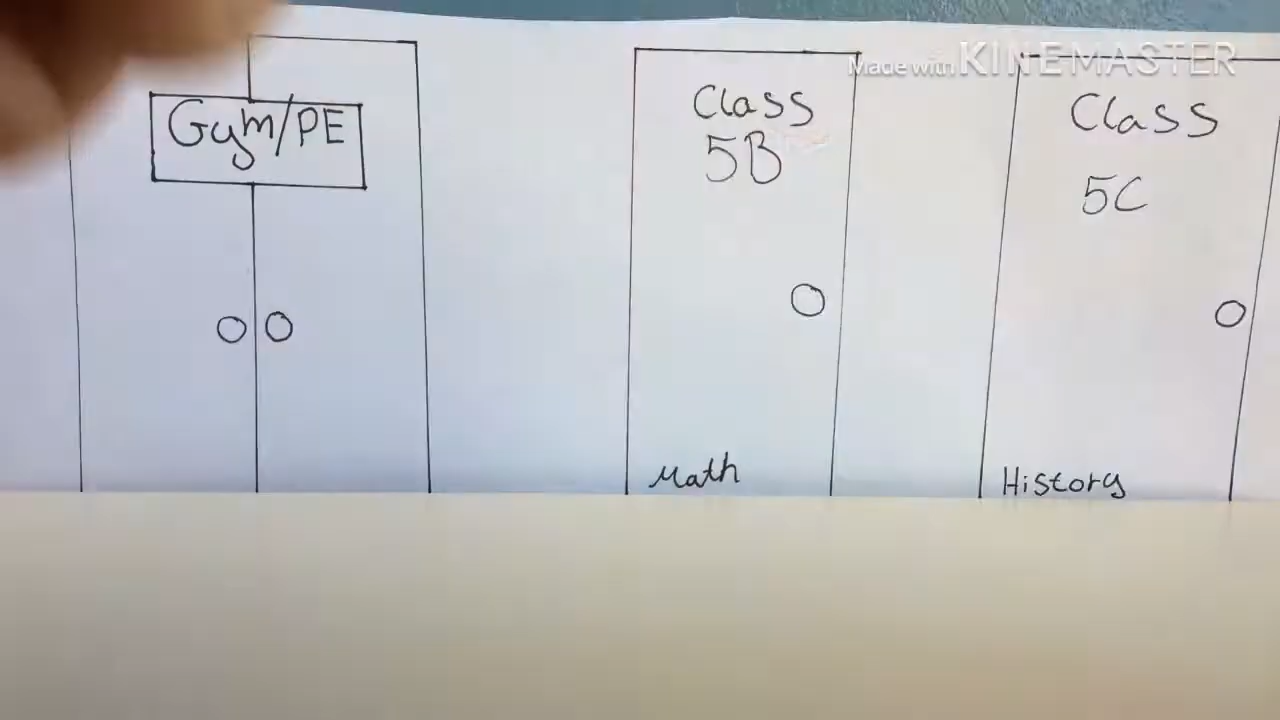 Made with KINEMASTER
Gym/PE
Class
5B
Math
Class
5C
History